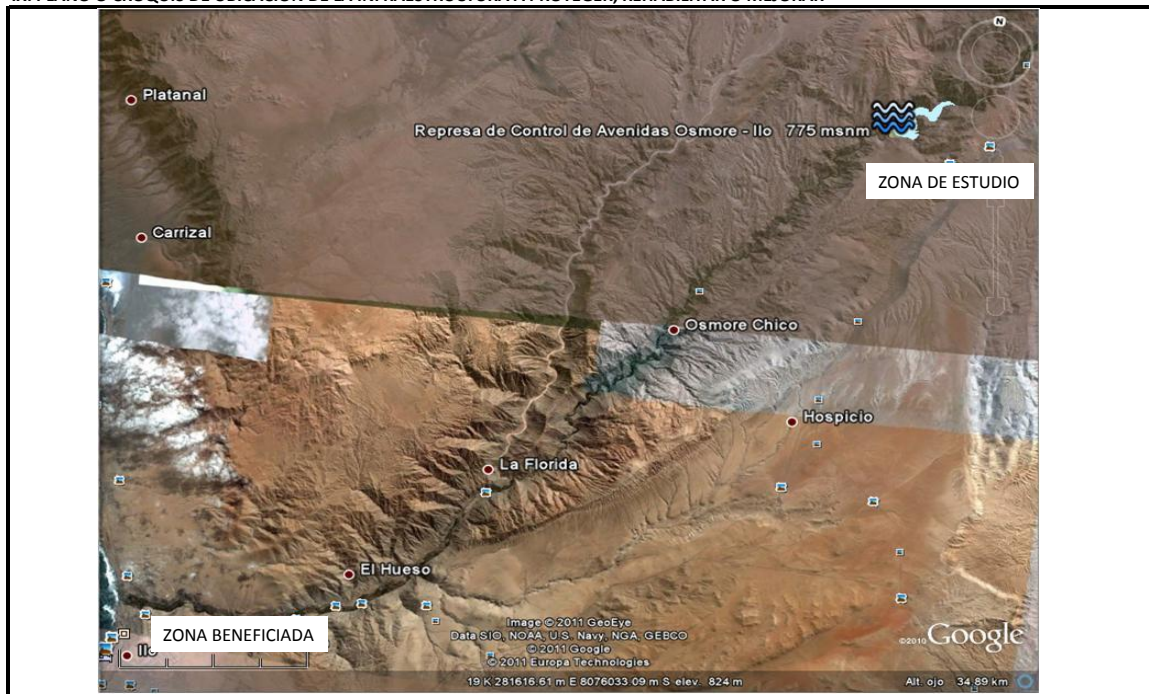 N
Platanal
Represa de Control de Avenidas Osmore - Ilo 775 msnm
ZONA DE ESTUDIO
Carrizal
Osmore Chico
Hospicio
La Florida
El Hueso
ZONA BENEFICIADA
Ilo
Image © 2011 GeoEye
Data SIO, NOAA, U.S. Navy, NGA, GEBCO
© 2011 Google
© 2011 Europa Technologies
©2010 Google
19 K 281616.61 m E 8076033.09 m S elev. 824 m
Alt. ojo 34.89 km